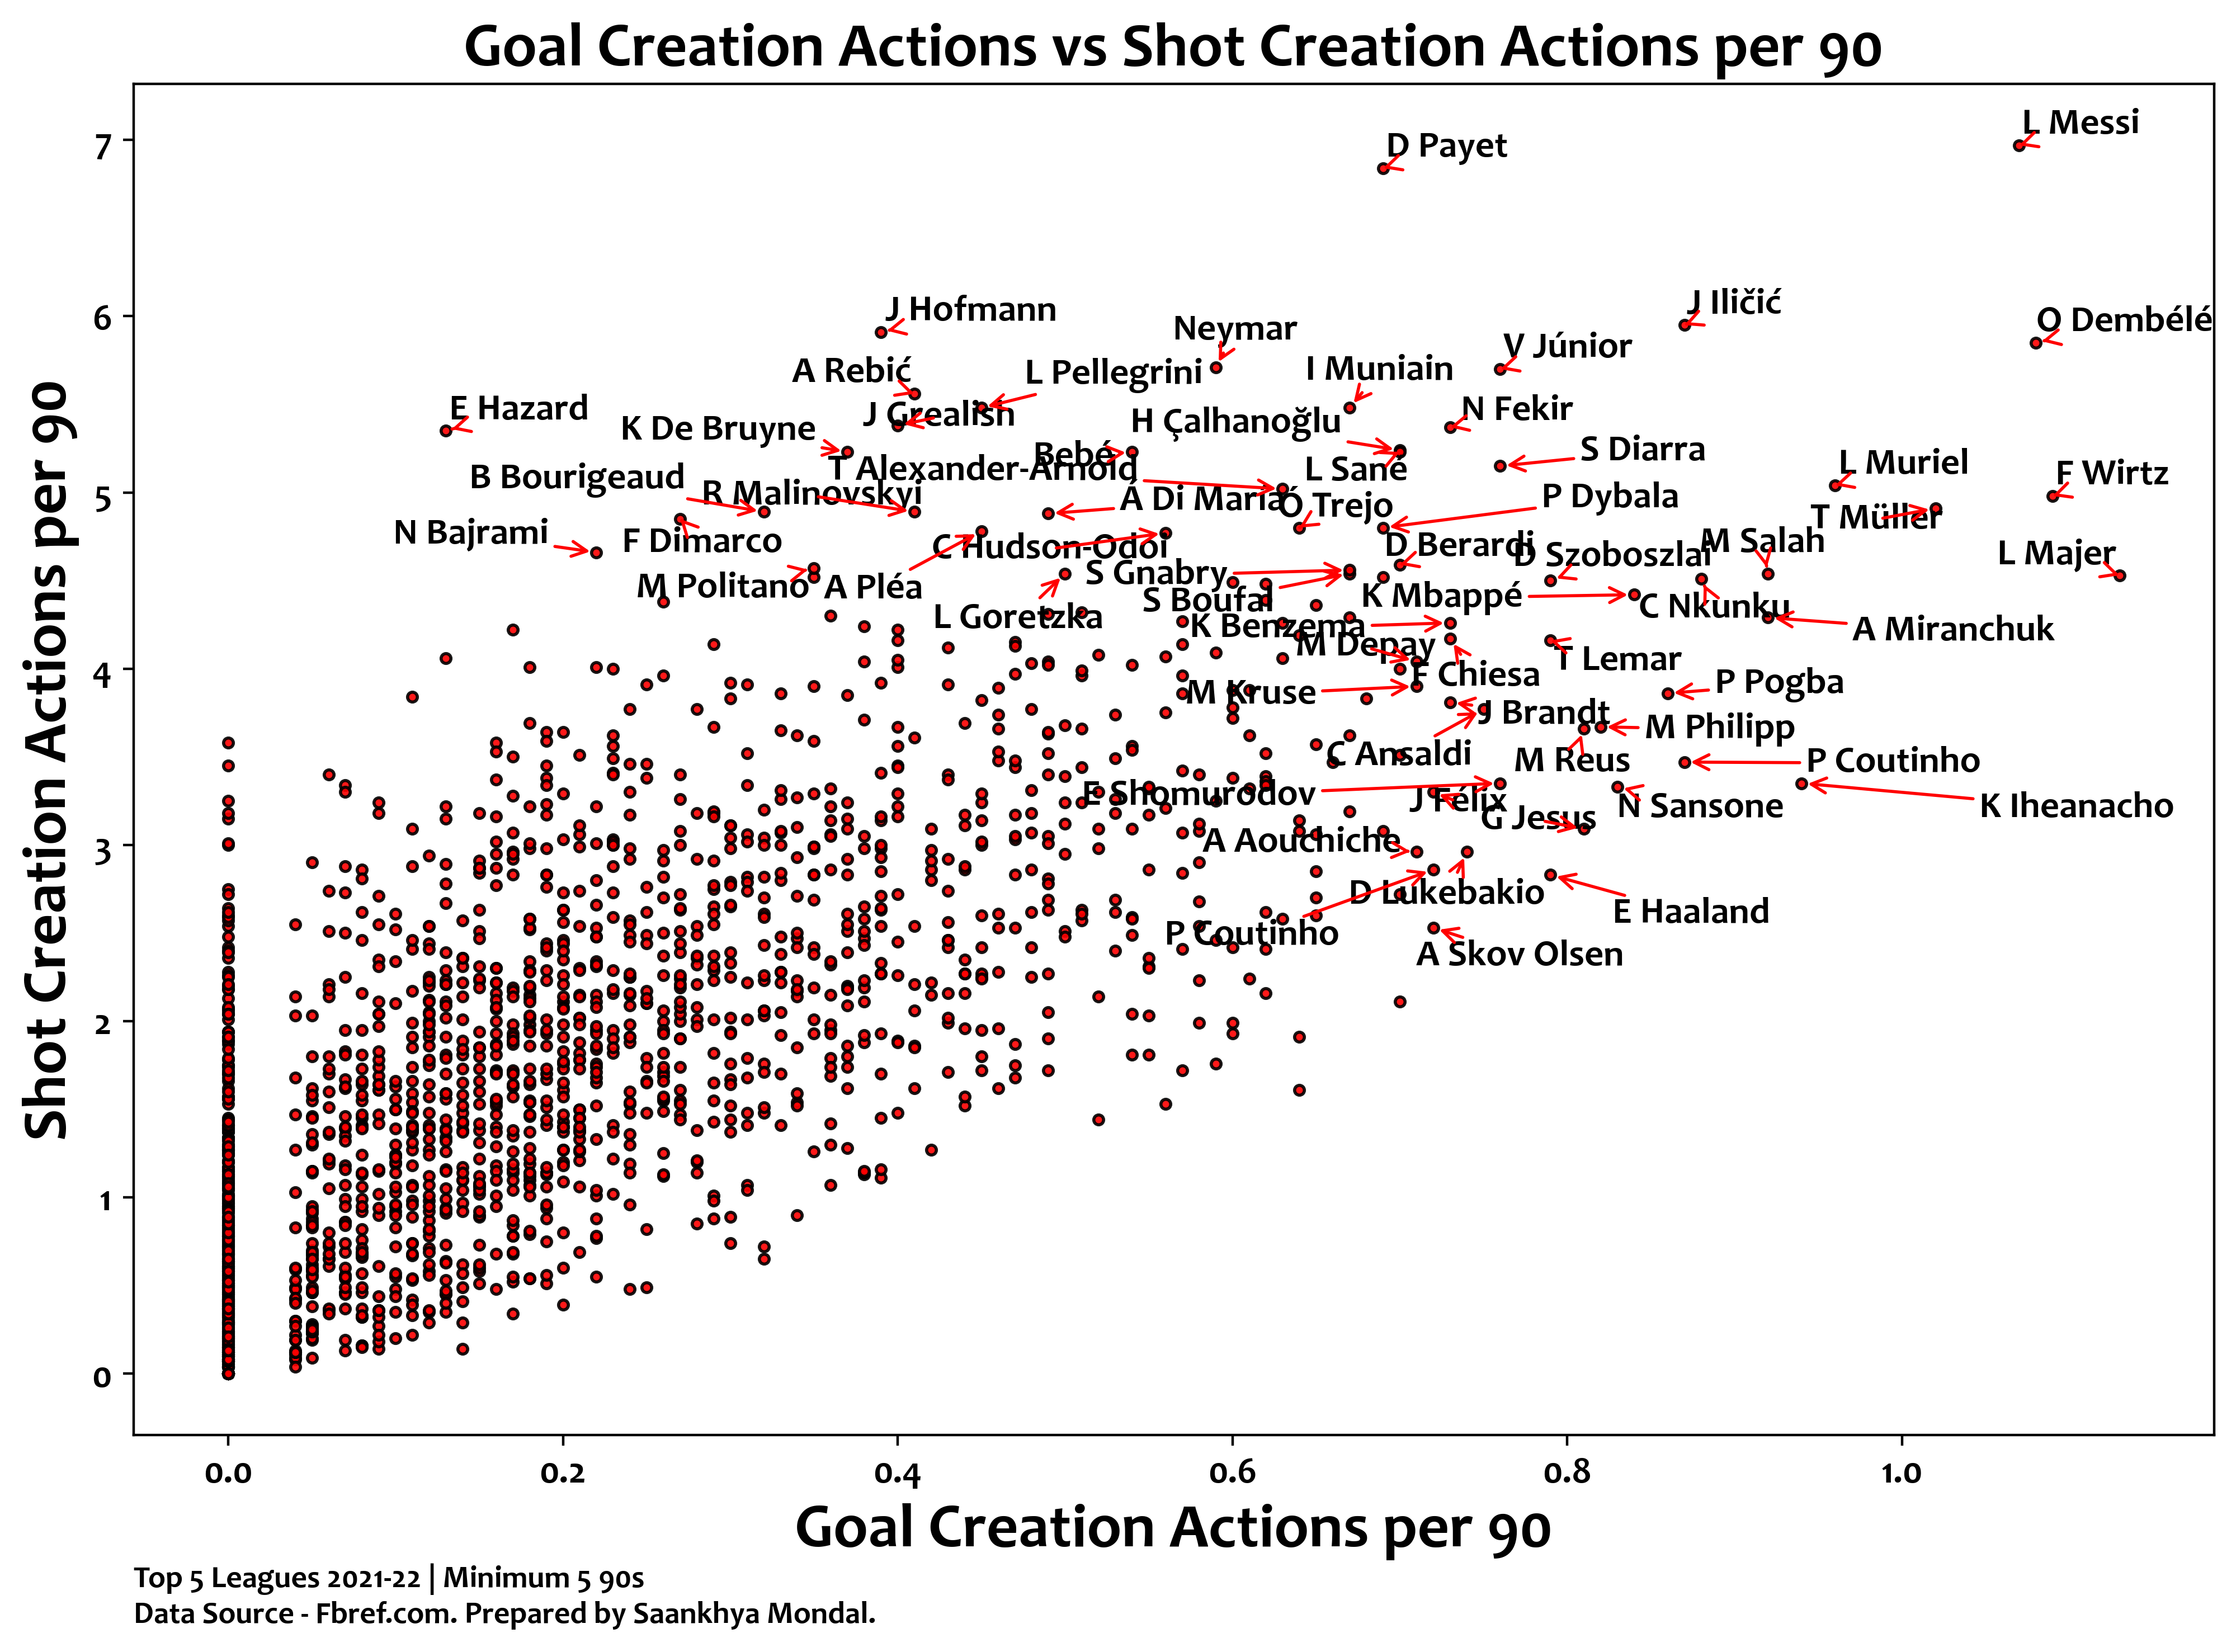 Goal Creation Actions vs Shot Creation Actions per 90
Shot Creation Actions per 90
7
6
5
4
3
2
1
0
L Messi
D Payet
J Iličić
O Dembélé
J Hofmann
Neymar
V Júnior
A Rebić
L Pellegrini
I Muniain
E Hazard
J Grealish
N Fekir
K De Bruyne
H Çalhanoğlu
Bebé
S Diarra
T Alexander-Arnold
L Sané
L Muriel
B Bourigeaud
F Wirtz
R Malinovskyi
Á Di María
Ó Trejo
P Dybala
T Müller
N Bajrami
F Dimarco
C Hudson-Odoi
D Berardi
D Szoboszlai
M Salah
L Majer
M Politano
A Pléa
S Gnabry
S Boufal
K Mbappé
C Nkunku
L Goretzka
K Benzema
A Miranchuk
M Depay
T Lemar
F Chiesa
M Kruse
P Pogba
J Brandt
M Philipp
C Ansaldi
M Reus
P Coutinho
E Shomurodov
J Félix
N Sansone
K Iheanacho
G Jesus
A Aouchiche
D Lukebakio
E Haaland
P Coutinho
A Skov Olsen
0.0 0.2 0.4 0.6 0.8 1.0
Goal Creation Actions per 90
Top 5 Leagues 2021-22 | Minimum 5 90s
Data Source - Fbref.com. Prepared by Saankhya Mondal.